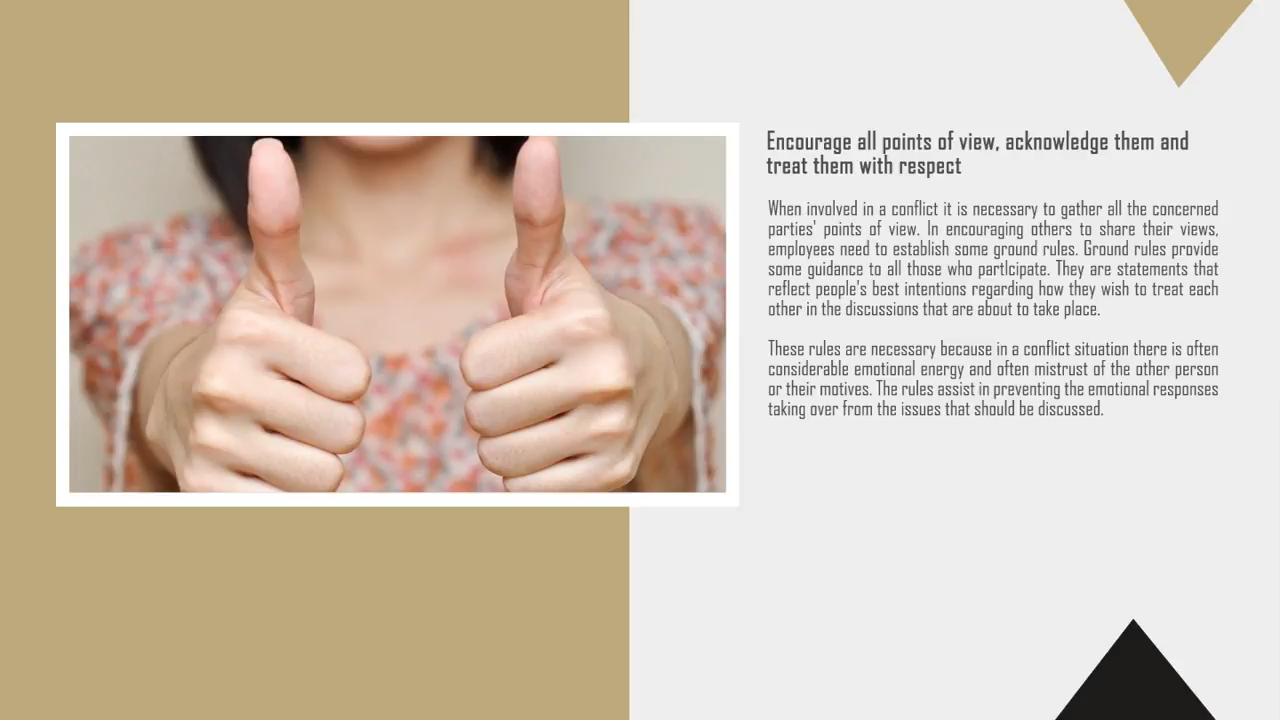 Encourage all points of view, acknowledge them and
treat them with respect
When involved in a conflict it is necessary to gather all the concerned
parties' points of view. In encouraging others to share their views,
employees need to establish some ground rules. Ground rules provide
some guidance to all those who partlcipate. They are statements that
reflect people's best intentions regarding how they wish to treat each
other in the discussions that are about to take place.
These rules are necessary because in a conflict situation there is often
considerable emotional energy and often mistrust of the other person
or their motives. The rules assist in preventing the emotional responses
taking over from the issues that should be discussed.